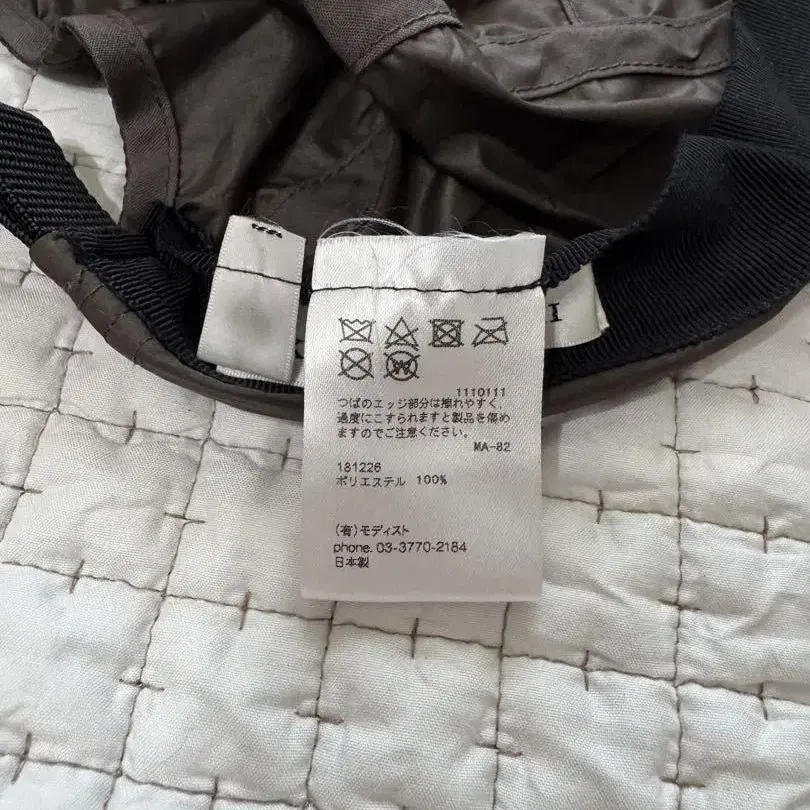 1110111
つばのエッジ部分は擦れやすく、
過度にこすられますと製品を傷め
ますのでご注意ください。
MA-82
181226
ポリエステル 100%
(有)モディスト
phone. 03-3770-2184
日本製